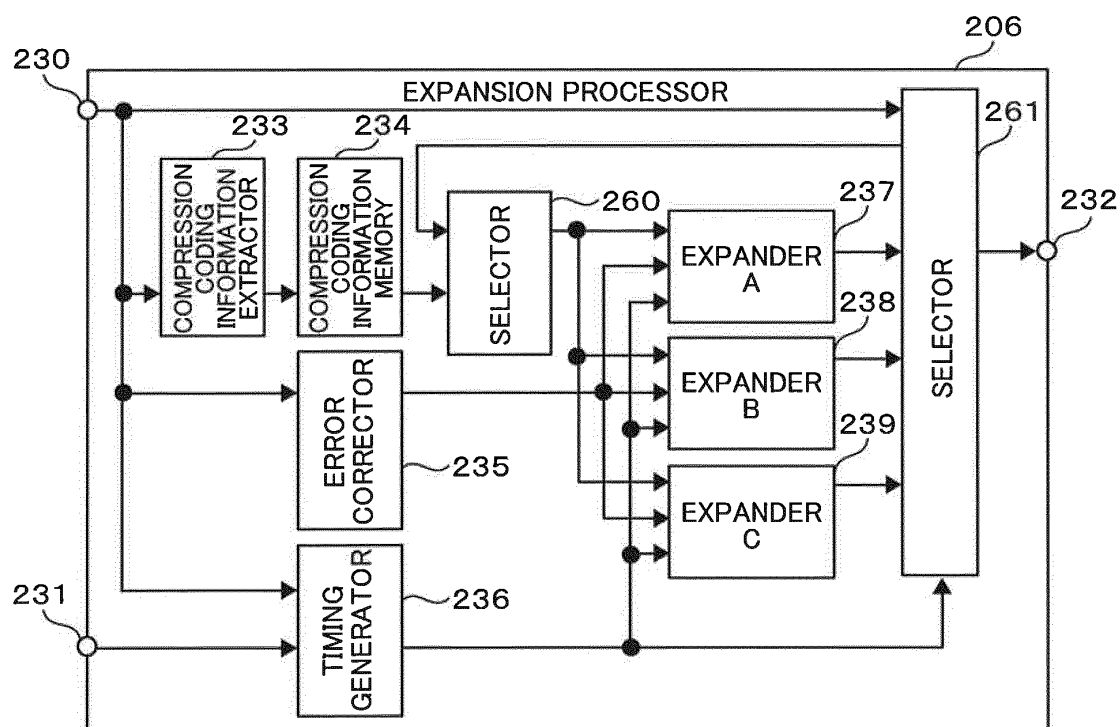 206
230
EXPANSION PROCESSOR
233
234
261
COMPRESSION
CODING
INFORMATION
EXTRACTOR
COMPRESSION
CODING
INFORMATION
MEMORY
260
SELECTOR
237
232
EXPANDER
A
238
EXPANDER
B
SELECTOR
ERROR
CORRECTOR
235
239
EXPANDER
C
231
TIMING
GENERATOR
236